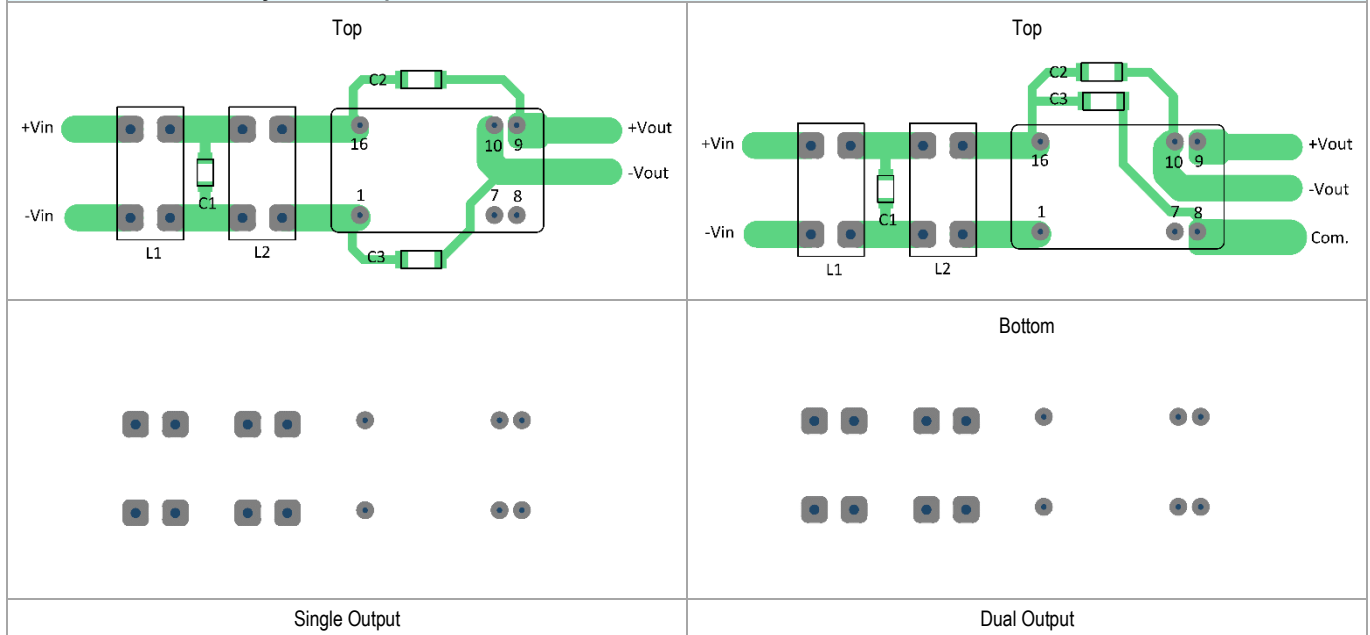 Top
C2
+Vin
16
10
9
+Vout
-Vout
1
7
8
C1
-Vin
C3
L1
L2
Top
C2
C3
+Vin
16
10
9
+Vout
-Vout
1
7
8
C1
-Vin
Com.
L1
L2
Bottom
Single Output
Dual Output